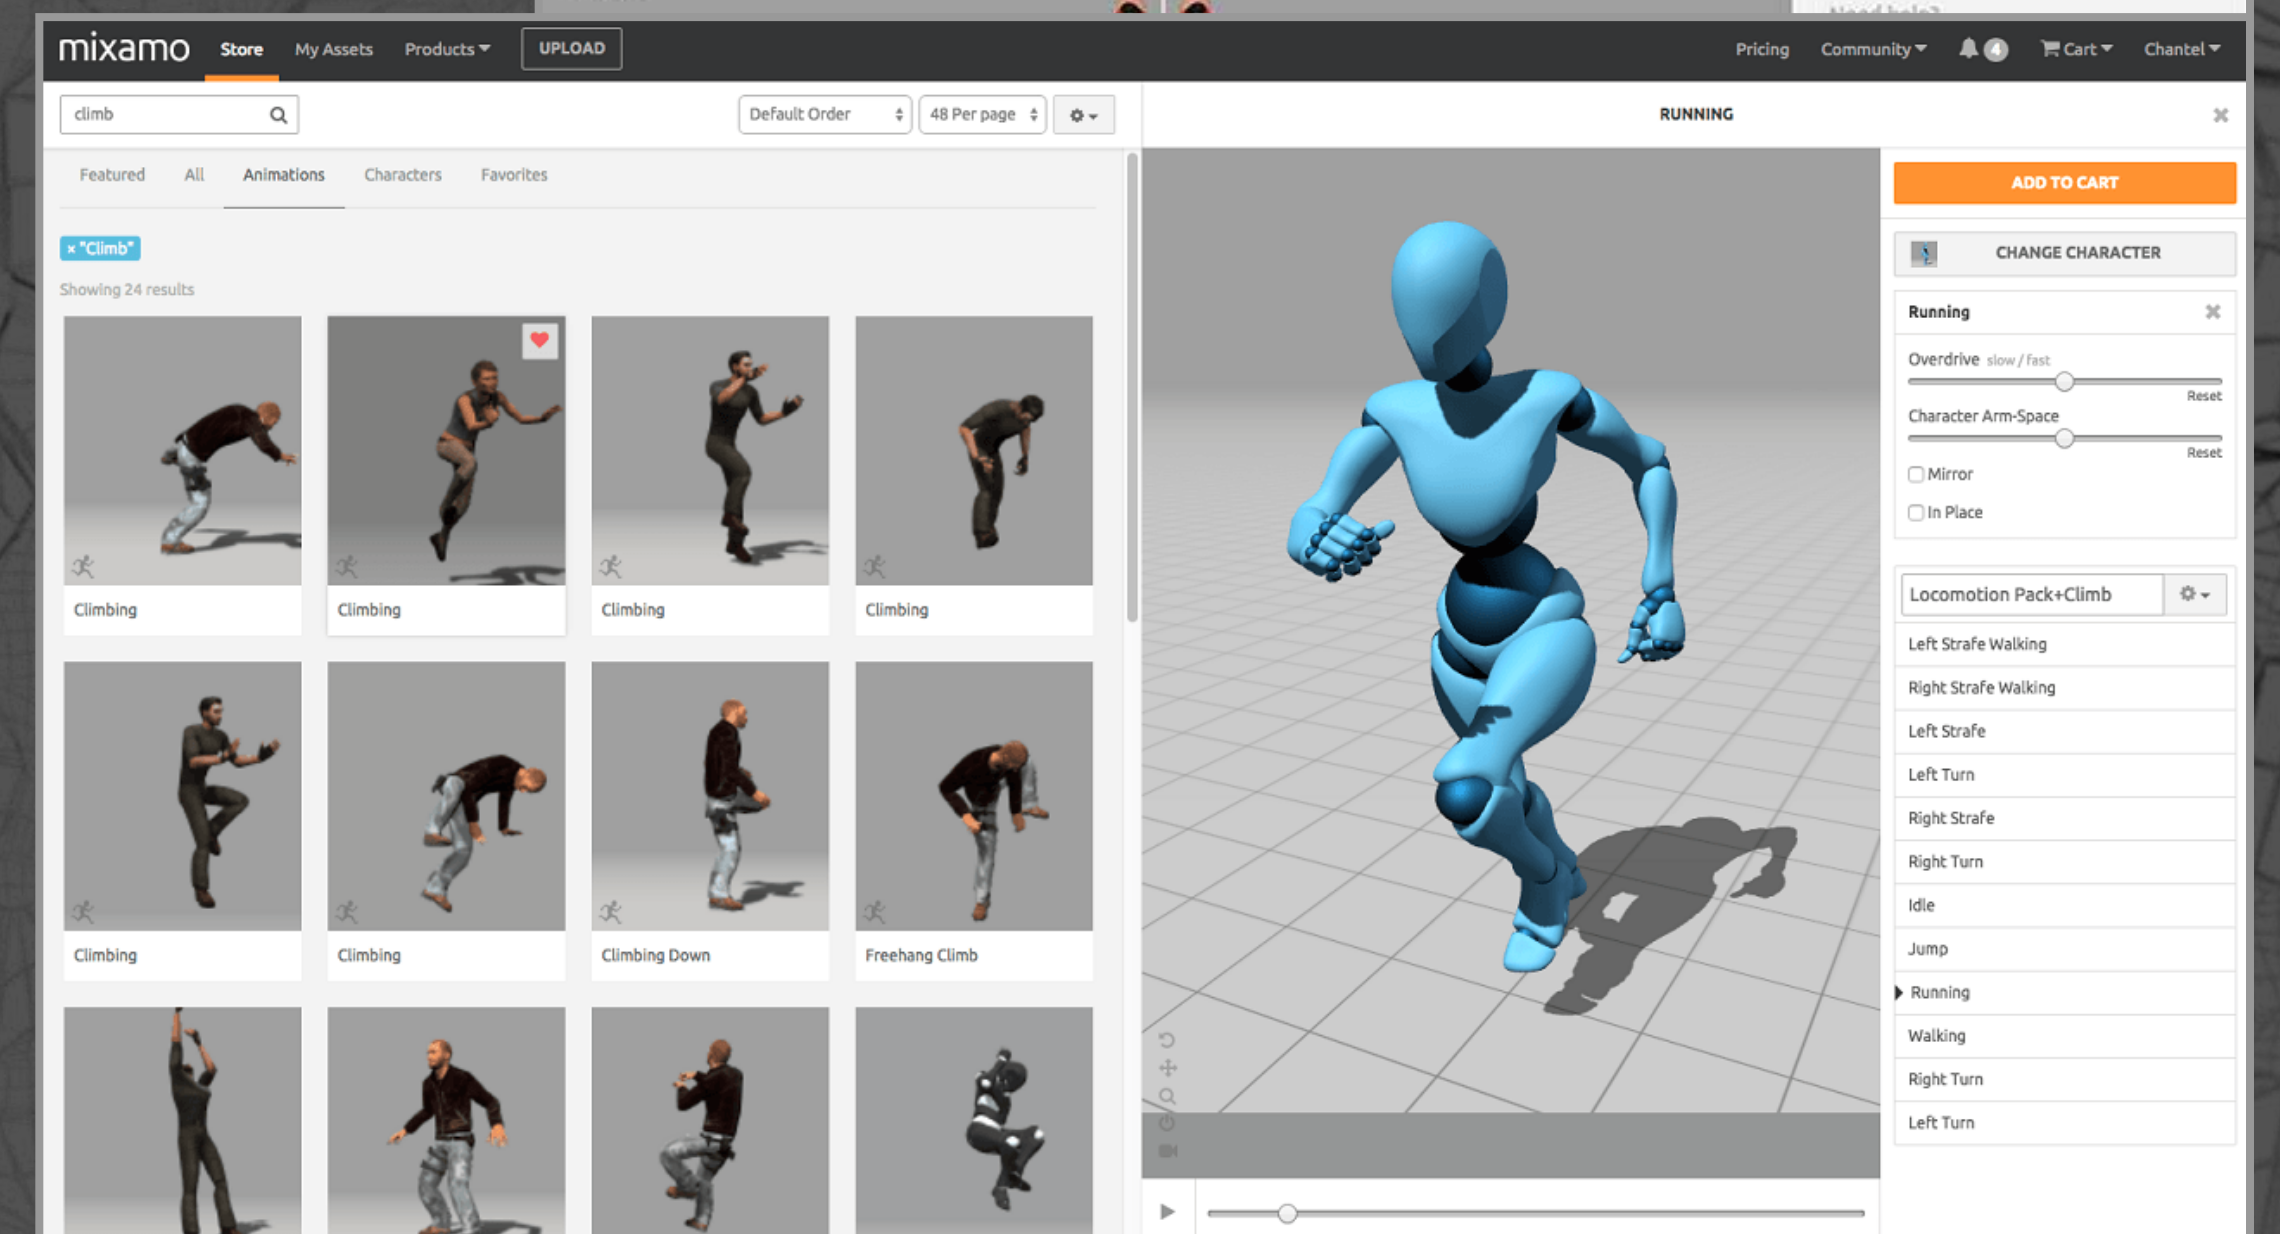 mixamo Store My Assets Products UPLOAD Pricing Community 4 Cart Chantel
climb Default Order 48 Per page
RUNNING
Featured All Animations Characters Favorites
× "Climb"
Showing 24 results
Climbing Climbing Climbing Climbing
Climbing Climbing Climbing Down Freehang Climb
ADD TO CART
CHANGE CHARACTER
Running
Overdrive slow / fast
Reset
Character Arm-Space
Reset
Mirror
In Place
Locomotion Pack+Climb
Left Strafe Walking
Right Strafe Walking
Left Strafe
Left Turn
Right Strafe
Right Turn
Idle
Jump
Running
Walking
Right Turn
Left Turn